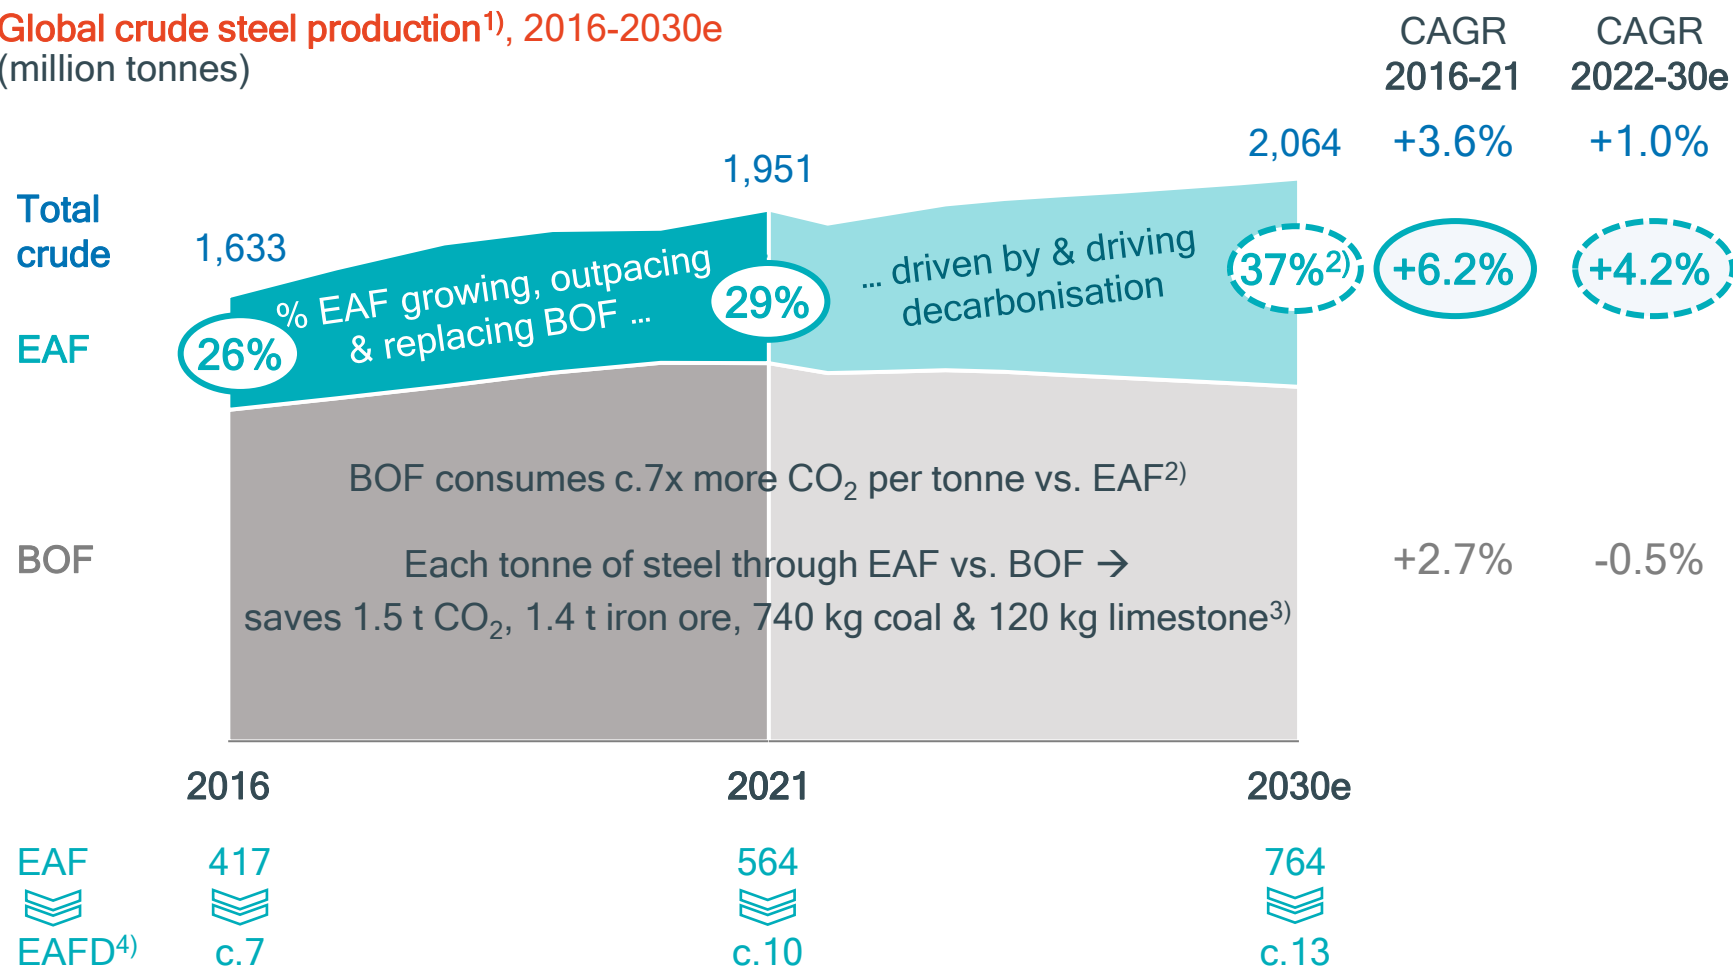 Global crude steel production1), 2016-2030e
(million tonnes)
CAGR
2016-21
CAGR
2022-30e
1,633
1,951
2,064
+3.6%
+1.0%
Total
crude
EAF
26%
% EAF growing, outpacing
& replacing BOF ...
29%
... driven by & driving
decarbonisation
37%2)
+6.2%
+4.2%
BOF consumes c.7x more CO2 per tonne vs. EAF2)
BOF
Each tonne of steel through EAF vs. BOF →
saves 1.5 t CO2, 1.4 t iron ore, 740 kg coal & 120 kg limestone3)
+2.7%
-0.5%
2016
2021
2030e
EAF
417
564
764
EAFD4)
c.7
c.10
c.13